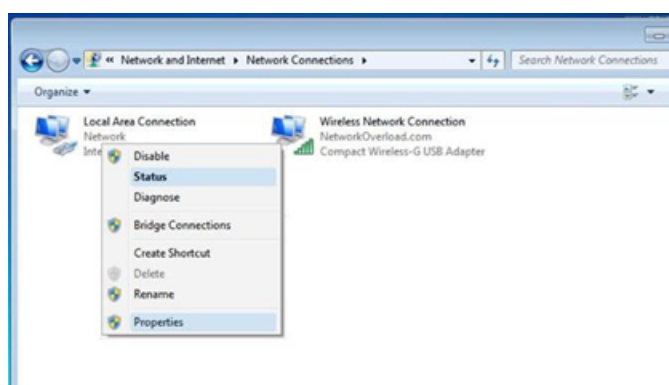 « Network and Internet ▸ Network Connections ▸
Search Network Connections
Organize
Local Area Connection
Network
Inte
Wireless Network Connection
NetworkOverload.com
Compact Wireless-G USB Adapter
Disable
Status
Diagnose
Bridge Connections
Create Shortcut
Delete
Rename
Properties